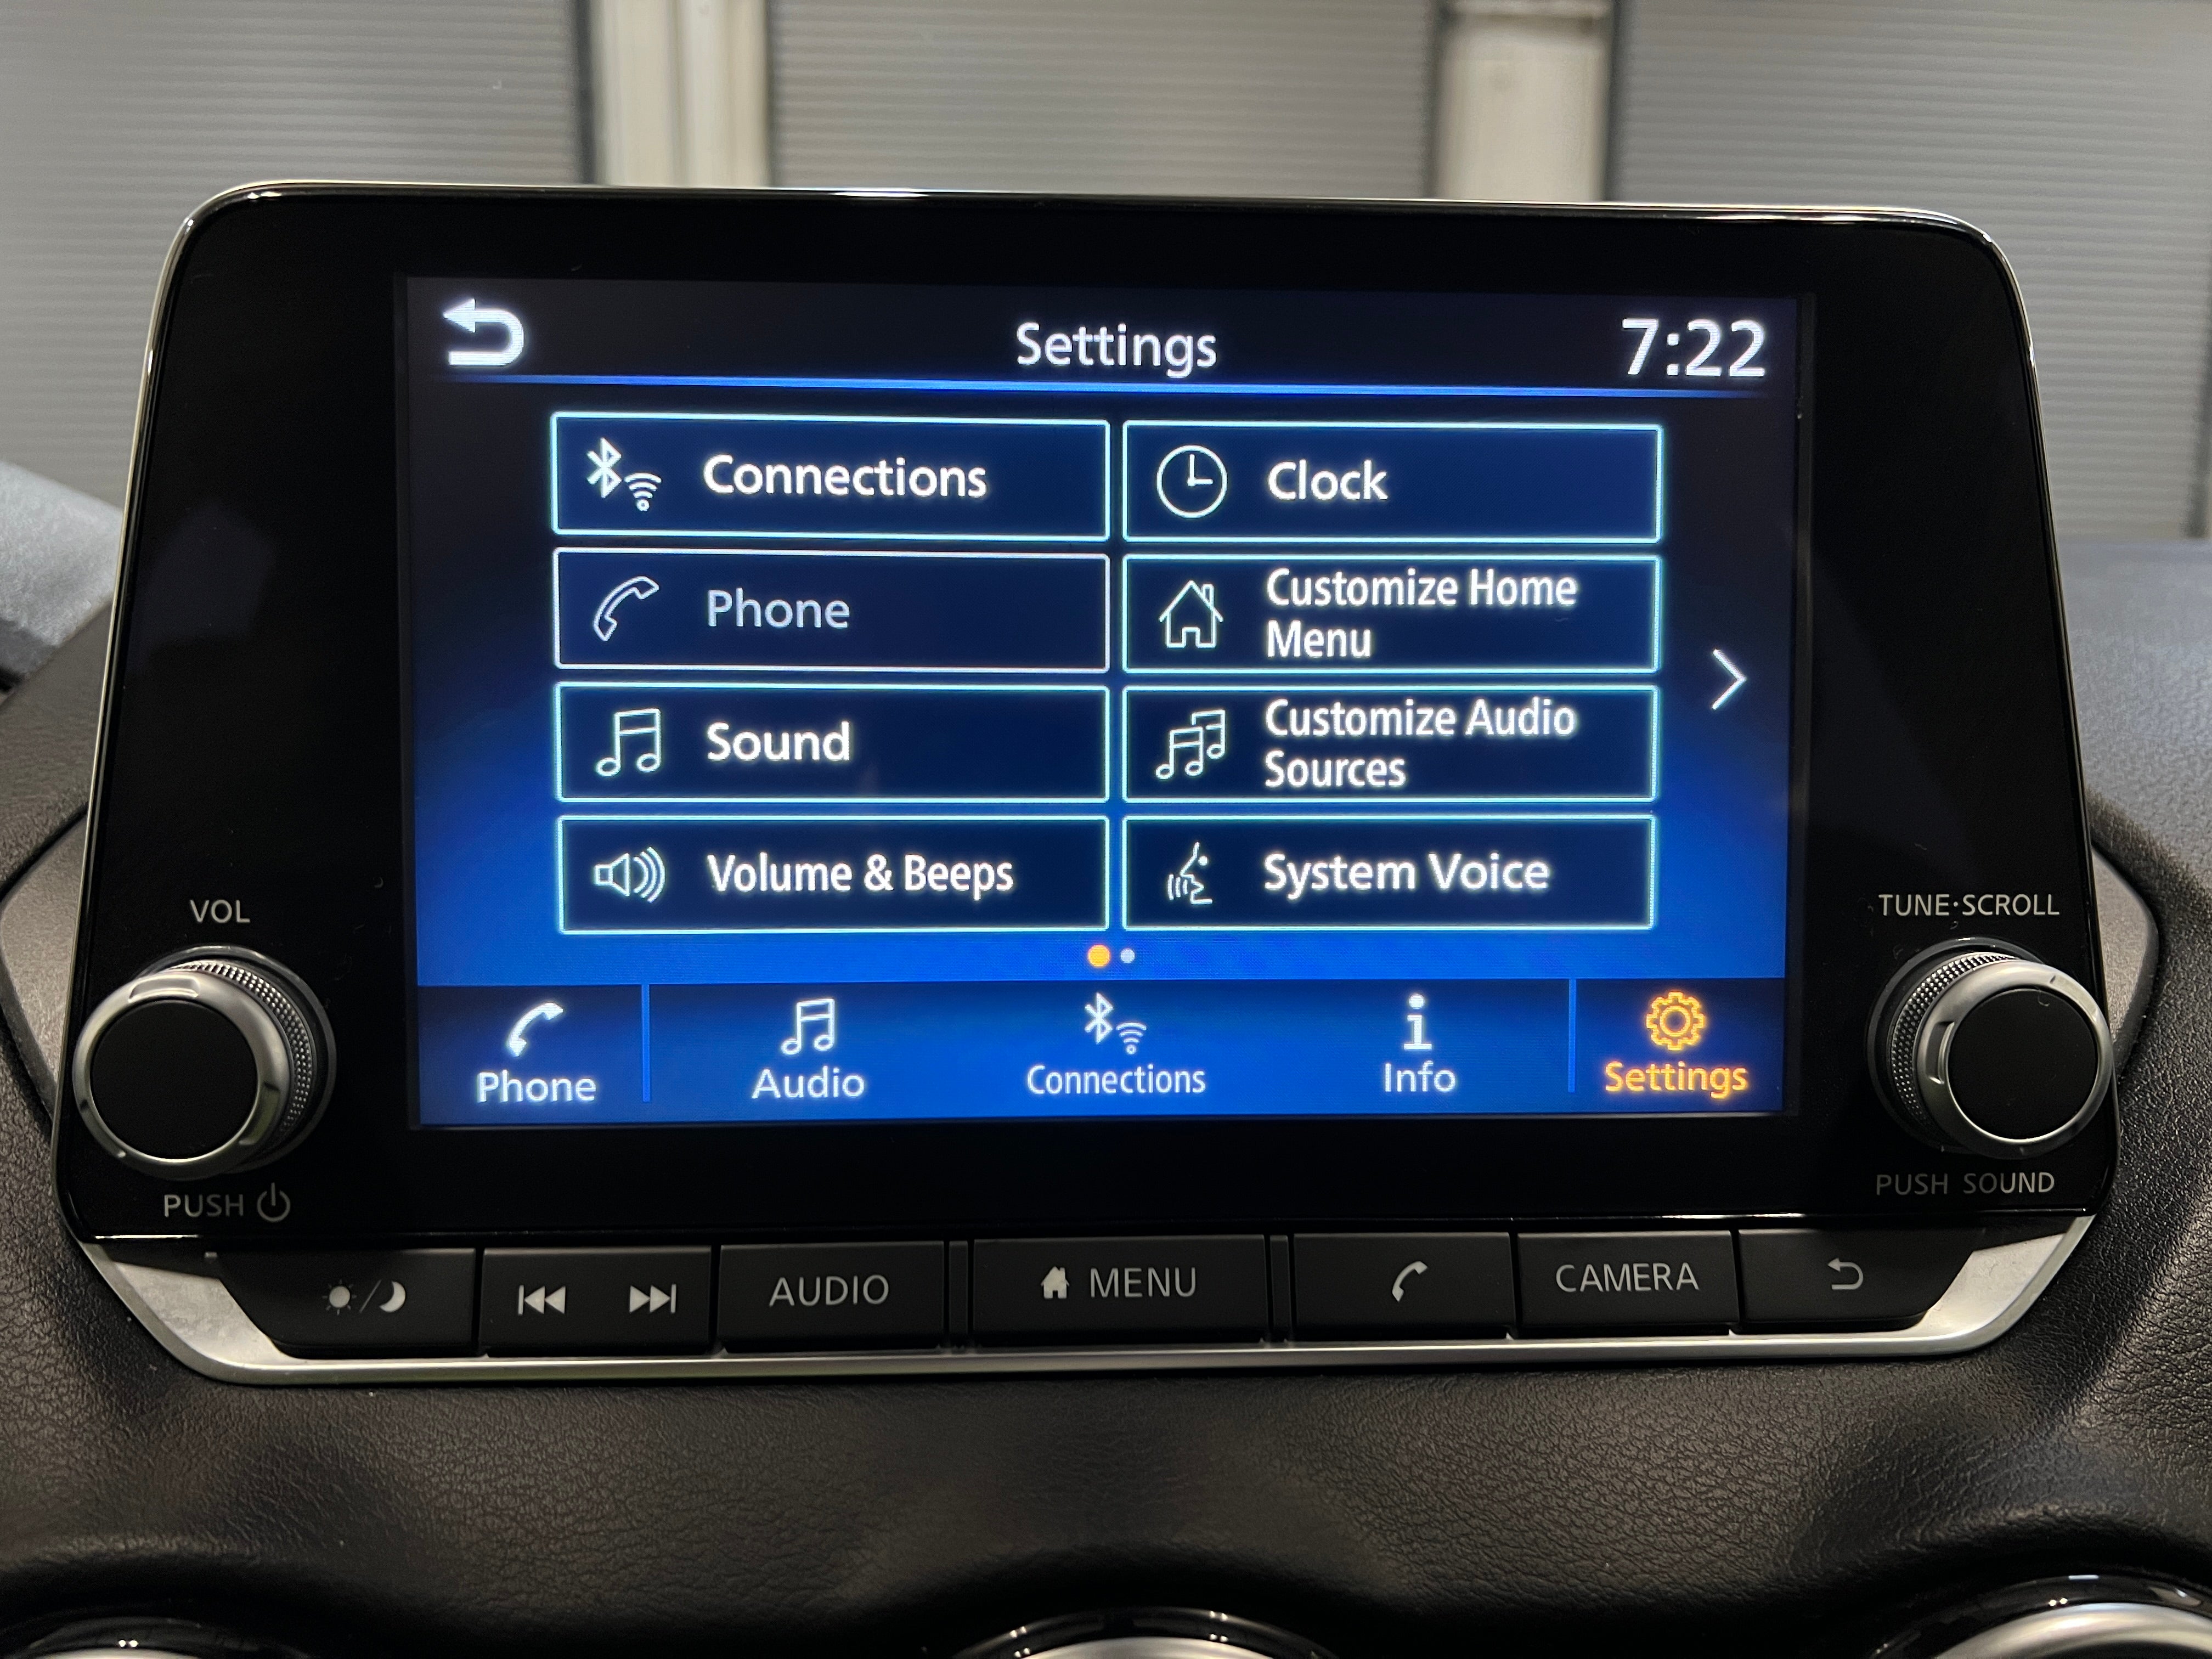 Settings
7:22
Connections
Clock
Phone
Customize Home
Menu
Sound
Customize Audio
Sources
Volume & Beeps
System Voice
Phone
Audio
Connections
Info
Settings
VOL
PUSH
TUNE·SCROLL
PUSH SOUND
AUDIO
MENU
CAMERA